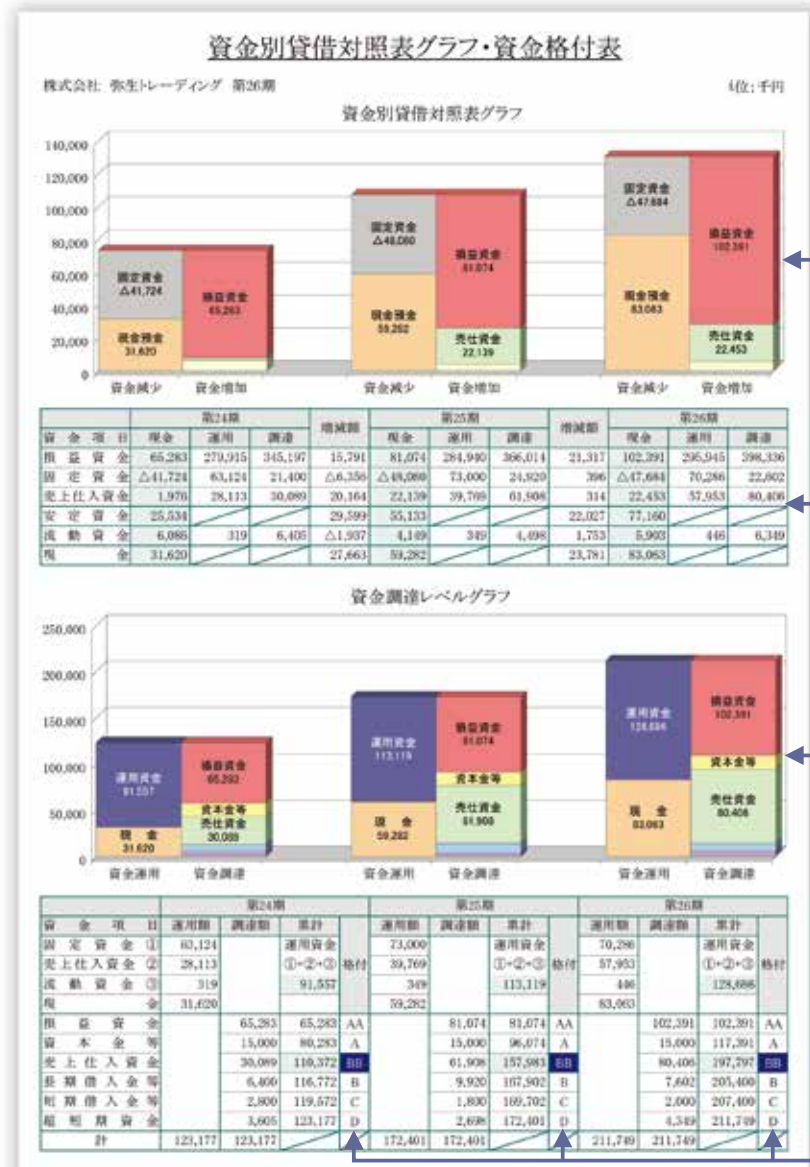 資金別貸借対照表グラフ・資金格付表
株式会社 弥生トレーディング 第26期
位:千円
資金別貸借対照表グラフ
140,000
120,000
100,000
80,000
60,000
40,000
20,000
0
固定資金
△41,724
現金預金
31,620
損益資金
65,283
固定資金
△48,080
現金預金
59,282
損益資金
81,074
売仕資金
22,139
固定資金
△47,684
現金預金
83,063
損益資金
102,391
売仕資金
22,453
資金減少 資金増加 資金減少 資金増加 資金減少 資金増加
第24期 増減額 第25期 増減額 第26期
資金項目 現金 運用 調達 現金 運用 調達 現金 運用 調達
損益資金 65,283 279,915 345,197 15,791 81,074 284,940 366,014 21,317 102,391 295,945 398,336
固定資金 △41,724 63,124 21,400 △6,356 △48,080 73,000 24,920 396 △47,684 70,286 22,602
売上仕入資金 1,976 28,113 30,089 20,164 22,139 39,769 61,908 314 22,453 57,953 80,406
安定資金 25,534 29,599 55,133 22,027 77,160
流動資金 6,086 319 6,405 △1,937 4,149 349 4,498 1,753 5,903 446 6,349
現金 31,620 27,663 59,282 23,781 83,063
資金調達レベルグラフ
250,000
200,000
150,000
100,000
50,000
0
運用資金
91,557
現金
31,620
損益資金
65,283
資本金等
売仕資金
30,089
運用資金
113,119
現金
59,282
損益資金
81,074
資本金等
売仕資金
61,908
運用資金
128,686
現金
83,063
損益資金
102,391
資本金等
売仕資金
80,406
資金運用 資金調達 資金運用 資金調達 資金運用 資金調達
第24期 第25期 第26期
資金項目 運用額 調達額 累計 格付 運用額 調達額 累計 格付 運用額 調達額 累計 格付
固定資金① 63,124 運用資金 73,000 運用資金 70,286 運用資金
売上仕入資金② 28,113 ①+②+③ 39,769 ①+②+③ 57,953 ①+②+③
流動資金③ 319 91,557 349 113,119 446 128,686
現金 31,620 59,282 83,063
損益資金 65,283 65,283 AA 81,074 81,074 AA 102,391 102,391 AA
資本金等 15,000 80,283 A 15,000 96,074 A 15,000 117,391 A
売上仕入資金 30,089 110,372 BB 61,908 157,983 BB 80,406 197,797 BB
長期借入金等 6,400 116,772 B 9,920 167,902 B 7,602 205,400 B
短期借入金等 2,800 119,572 C 1,800 169,702 C 2,000 207,400 C
超短期資金 3,605 123,177 D 2,698 172,401 D 4,349 211,749 D
計 123,177 123,177 172,401 172,401 211,749 211,749